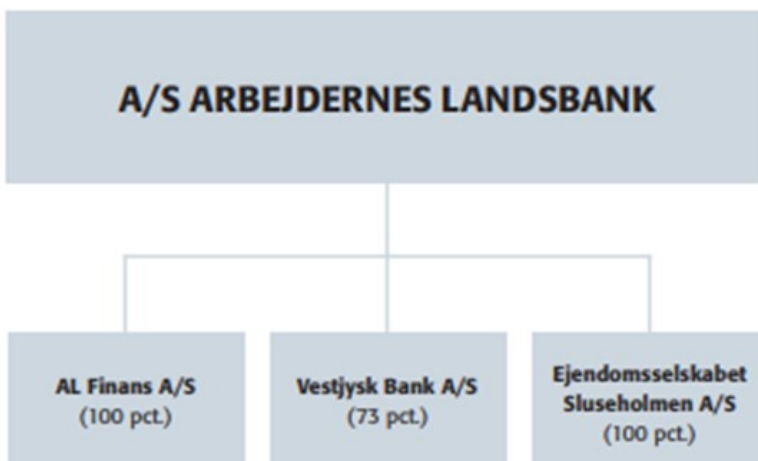 A/S ARBEJDERNES LANDSBANK
AL Finans A/S
(100 pct.)
Vestjysk Bank A/S
(73 pct.)
Ejendomsselskabet
Sluseholmen A/S
(100 pct.)